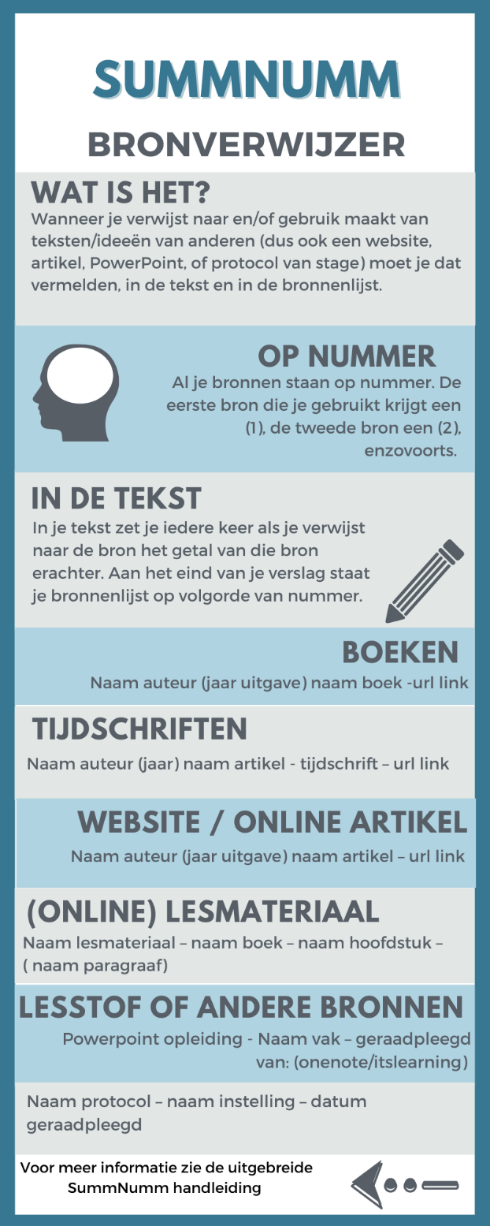 SUMMNUMM
BRONVERWIJZER
WAT IS HET?
Wanneer je verwijst naar en/of gebruik maakt van
teksten/ideeën van anderen (dus ook een website,
artikel, PowerPoint, of protocol van stage) moet je dat
vermelden, in de tekst en in de bronnenlijst.
OP NUMMER
Al je bronnen staan op nummer. De
eerste bron die je gebruikt krijgt een
(1), de tweede bron een (2),
enzovoorts.
IN DE TEKST
In je tekst zet je iedere keer als je verwijst
naar de bron het getal van die bron
erachter. Aan het eind van je verslag staat
je bronnenlijst op volgorde van nummer.
BOEKEN
Naam auteur (jaar uitgave) naam boek -url link
TIJDSCHRIFTEN
Naam auteur (jaar) naam artikel - tijdschrift – url link
WEBSITE / ONLINE ARTIKEL
Naam auteur (jaar uitgave) naam artikel – url link
(ONLINE) LESMATERIAAL
Naam lesmateriaal – naam boek – naam hoofdstuk –
( naam paragraaf)
LESSTOF OF ANDERE BRONNEN
Powerpoint opleiding - Naam vak – geraadpleegd
van: (onenote/itslearning)
Naam protocol – naam instelling – datum
geraadpleegd
Voor meer informatie zie de uitgebreide
SummNumm handleiding